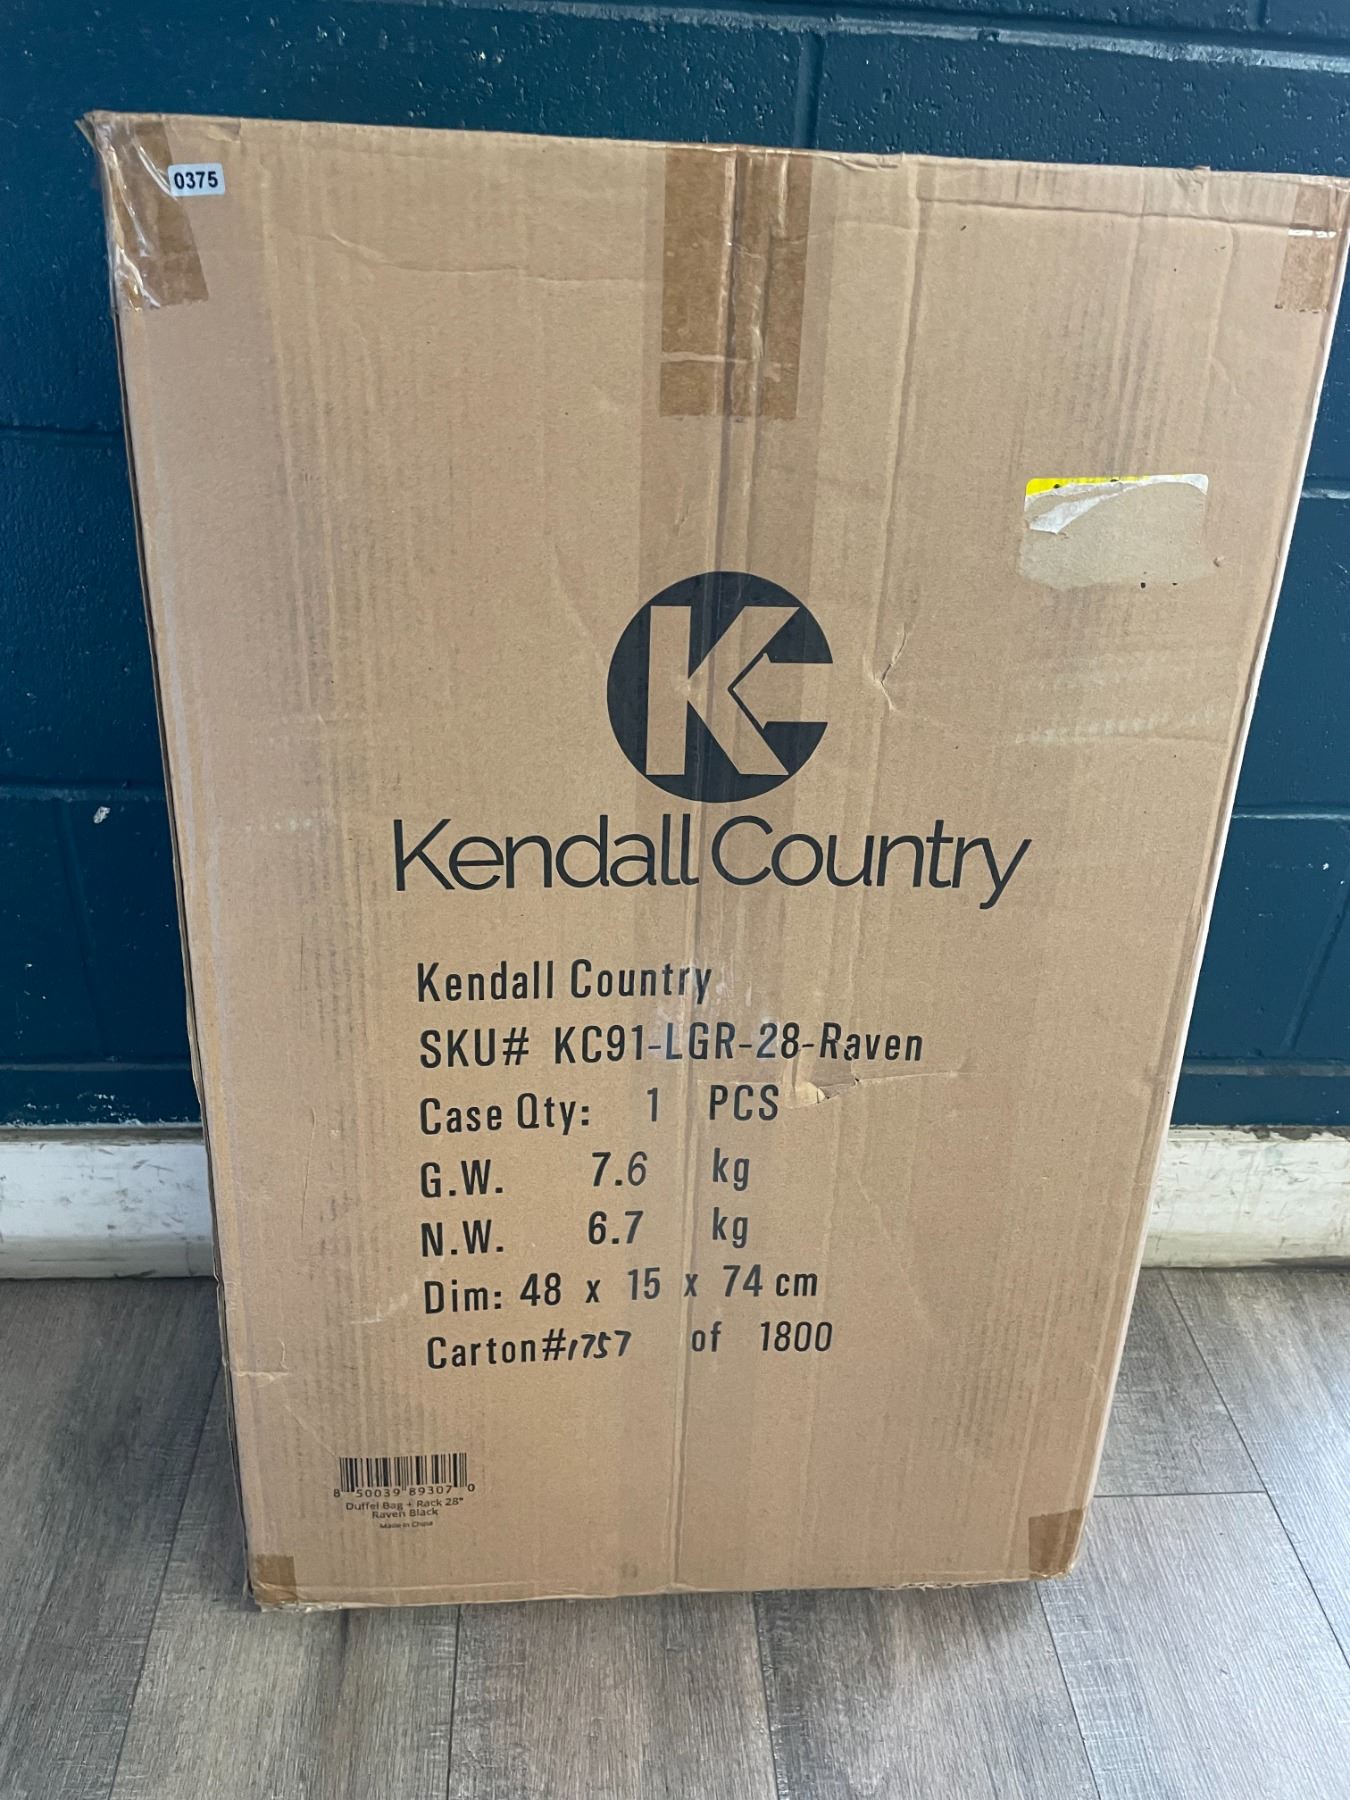 0375
KC
Kendall Country
Kendall Country
SKU# KC91-LGR-28-Raven
Case Qty: 1 PCS
G.W. 7.6 kg
N.W. 6.7 kg
Dim: 48 x 15 x 74 cm
Carton#1757 of 1800
8 50039 89307 0
Duffel Bag + Rack 28"
Raven Black
Made in China